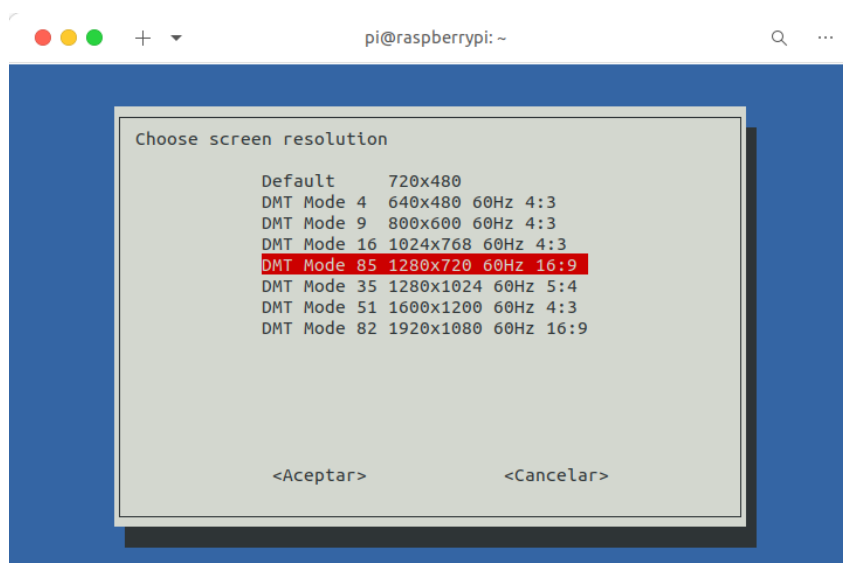 pi@raspberrypi: ~
Choose screen resolution
Default 720x480
DMT Mode 4 640x480 60Hz 4:3
DMT Mode 9 800x600 60Hz 4:3
DMT Mode 16 1024x768 60Hz 4:3
DMT Mode 85 1280x720 60Hz 16:9
DMT Mode 35 1280x1024 60Hz 5:4
DMT Mode 51 1600x1200 60Hz 4:3
DMT Mode 82 1920x1080 60Hz 16:9
<Aceptar> <Cancelar>